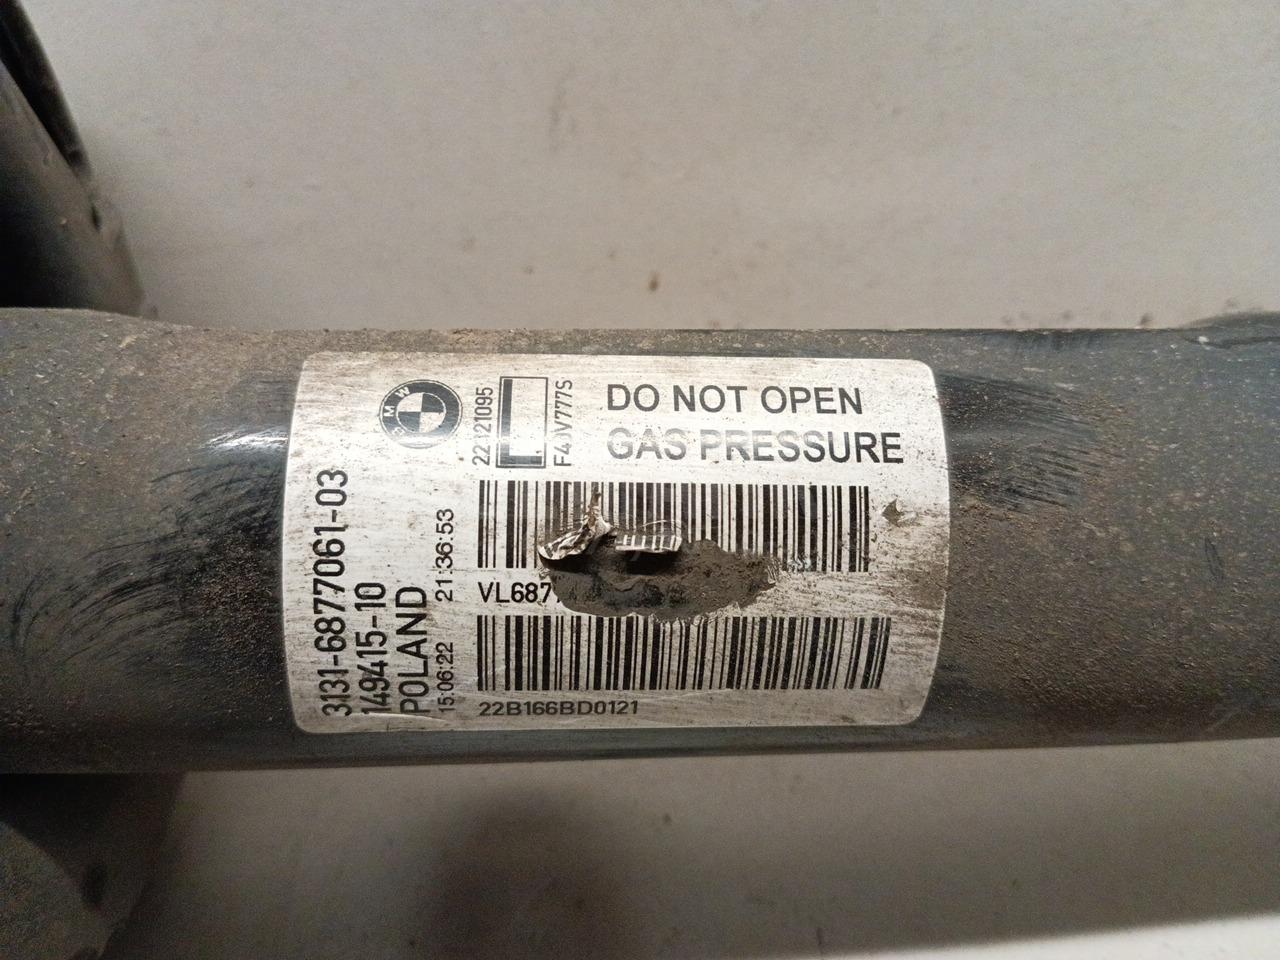 BMW
3131-6877061-03
149415-10
POLAND
15:06:22 21:36:53
22121095
DO NOT OPEN
GAS PRESSURE
VL687
22B166BD0121